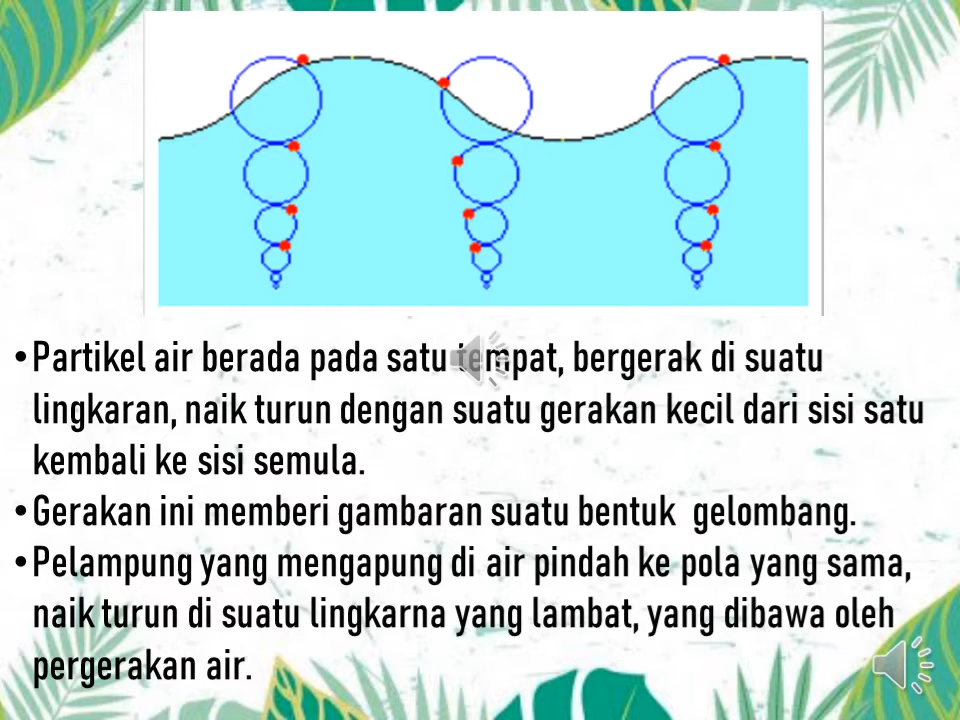 •Partikel air berada pada satu tempat, bergerak di suatu
lingkaran, naik turun dengan suatu gerakan kecil dari sisi satu
kembali ke sisi semula.
•Gerakan ini memberi gambaran suatu bentuk  gelombang.
•Pelampung yang mengapung di air pindah ke pola yang sama,
naik turun di suatu lingkarna yang lambat, yang dibawa oleh
pergerakan air.